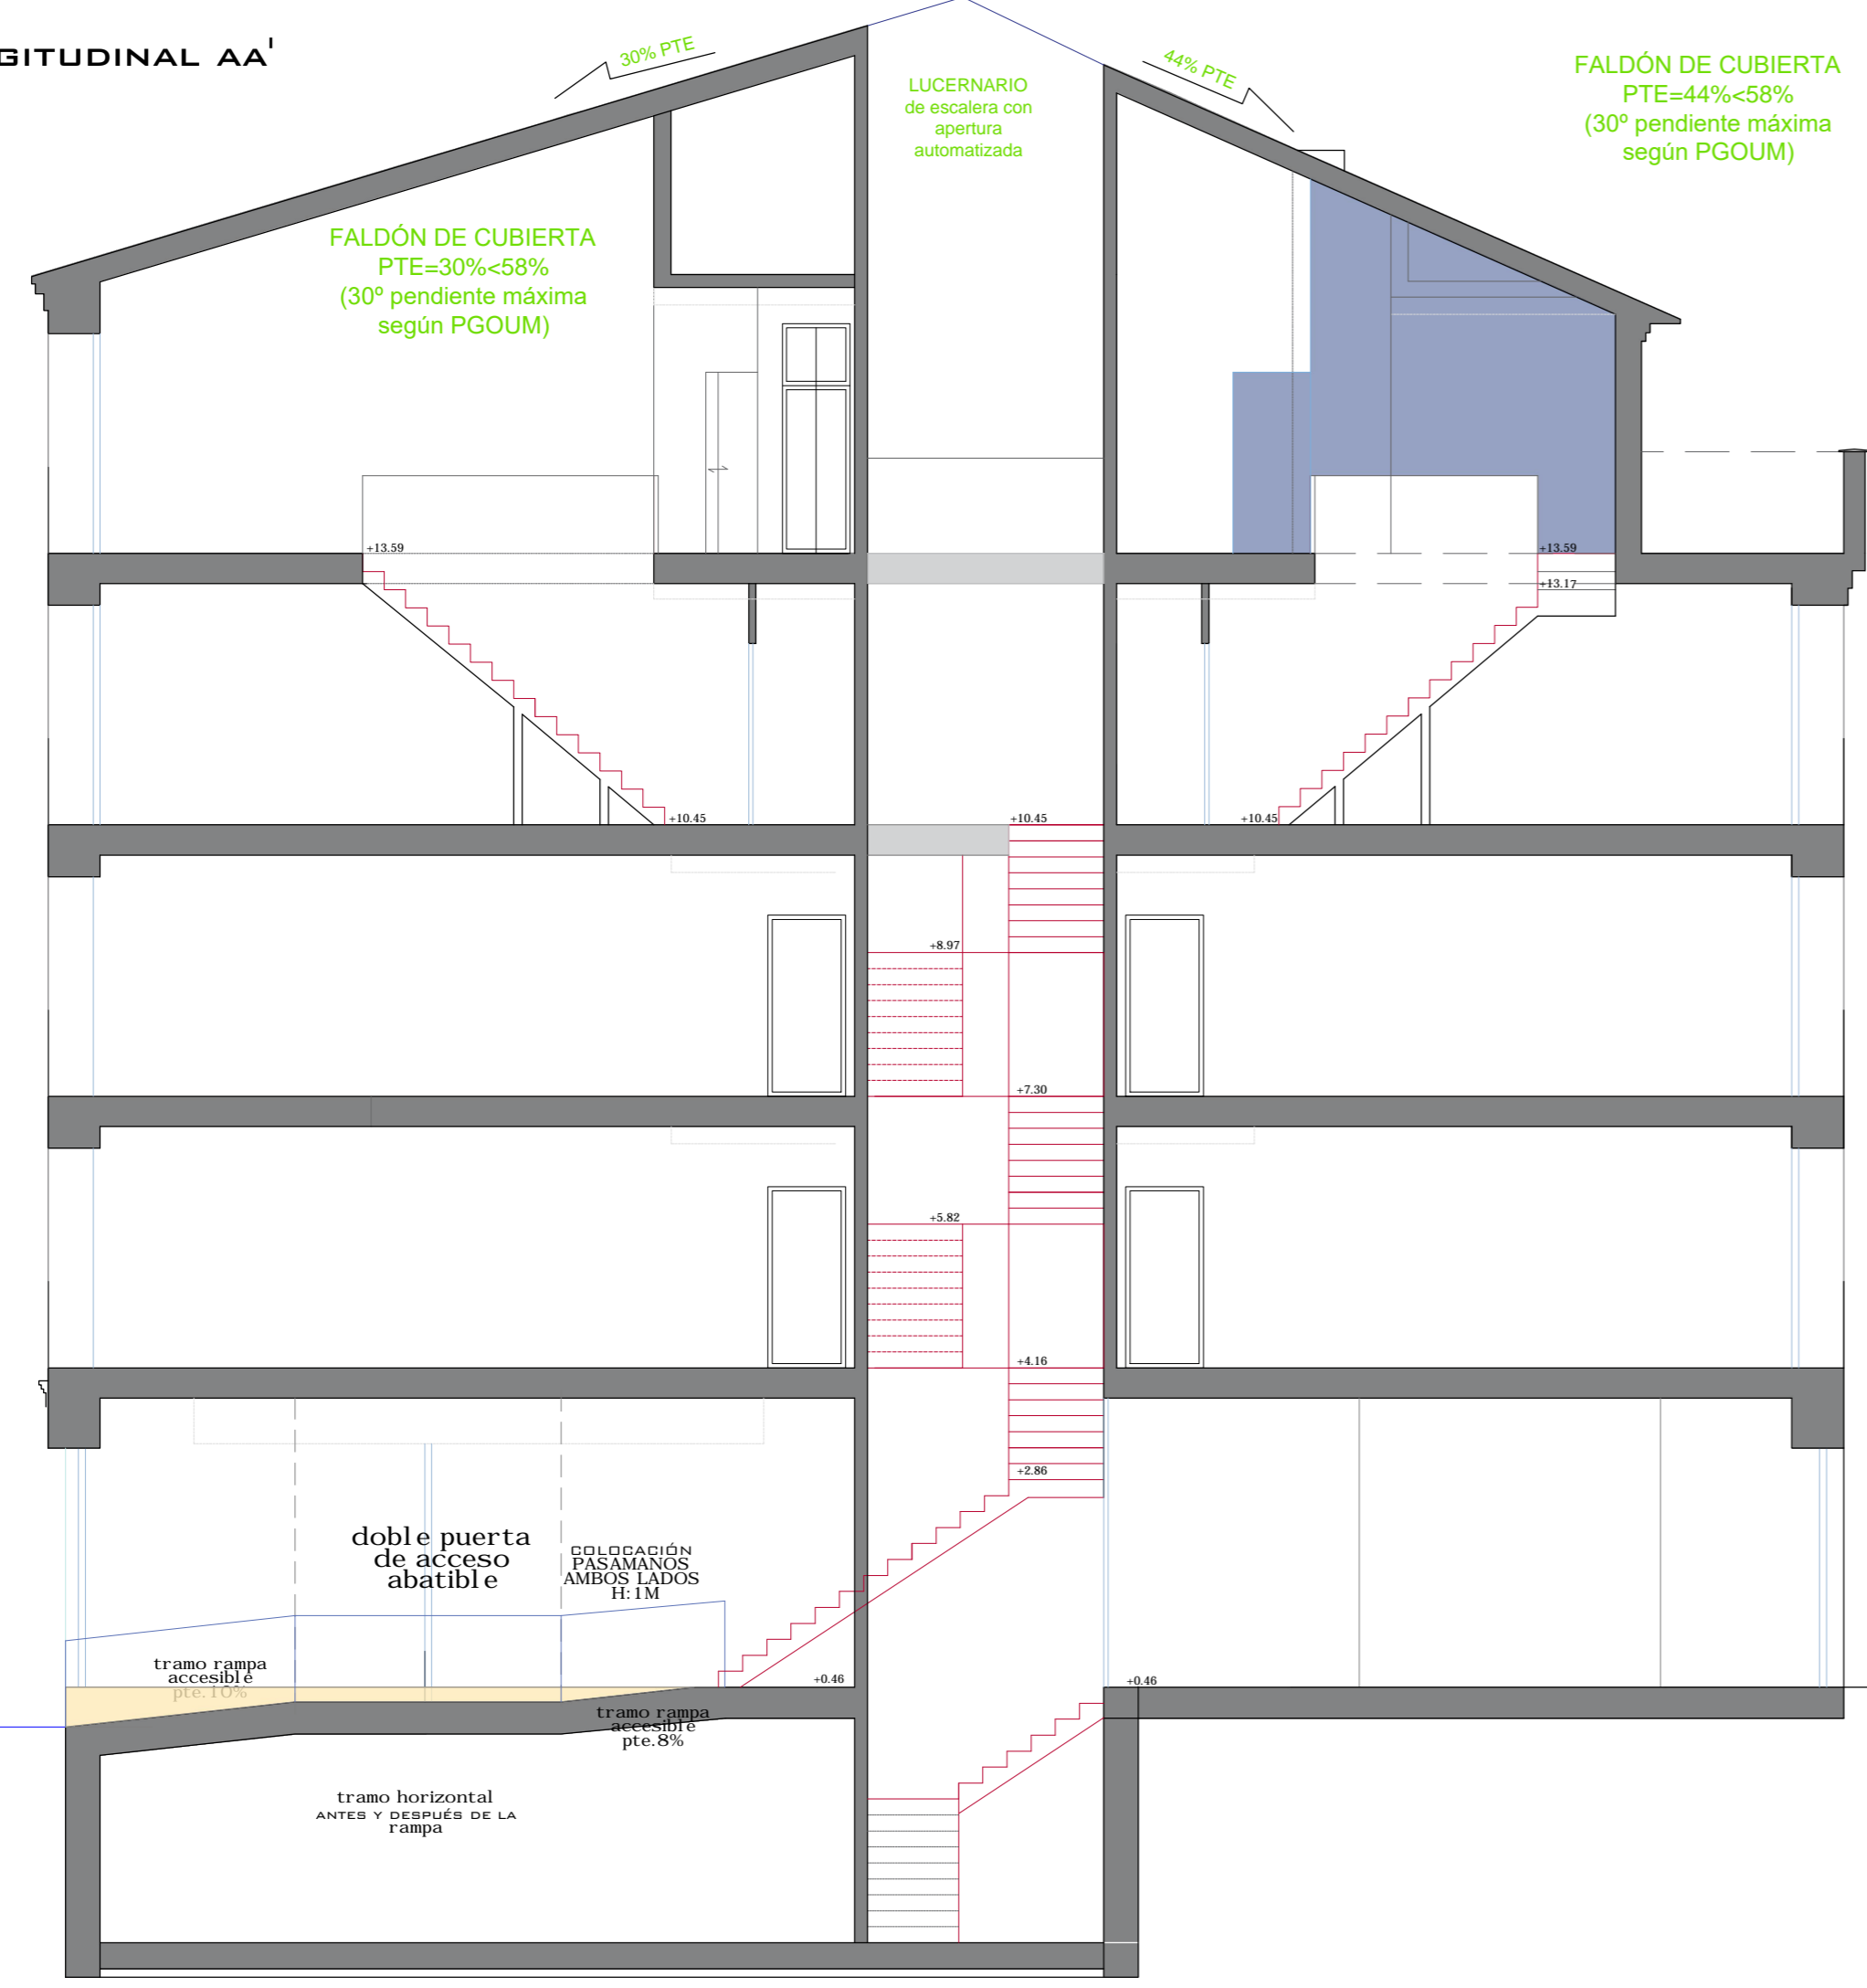 GITUDINAL AA'
30% PTE
44% PTE
LUCERNARIO
de escalera con
apertura
automatizada
FALDÓN DE CUBIERTA
PTE=44%<58%
(30º pendiente máxima
según PGOUM)
FALDÓN DE CUBIERTA
PTE=30%<58%
(30º pendiente máxima
según PGOUM)
+13.59
+13.59
+13.17
+10.45
+10.45
+10.45
+8.97
+7.30
+5.82
+4.16
+2.86
doble puerta
de acceso
abatible
COLOCACIÓN
PASAMANOS
AMBOS LADOS
H:1M
tramo rampa
accesible
pte.10%
+0.46
+0.46
tramo rampa
accesible
pte.8%
tramo horizontal
ANTES Y DESPUÉS DE LA
rampa